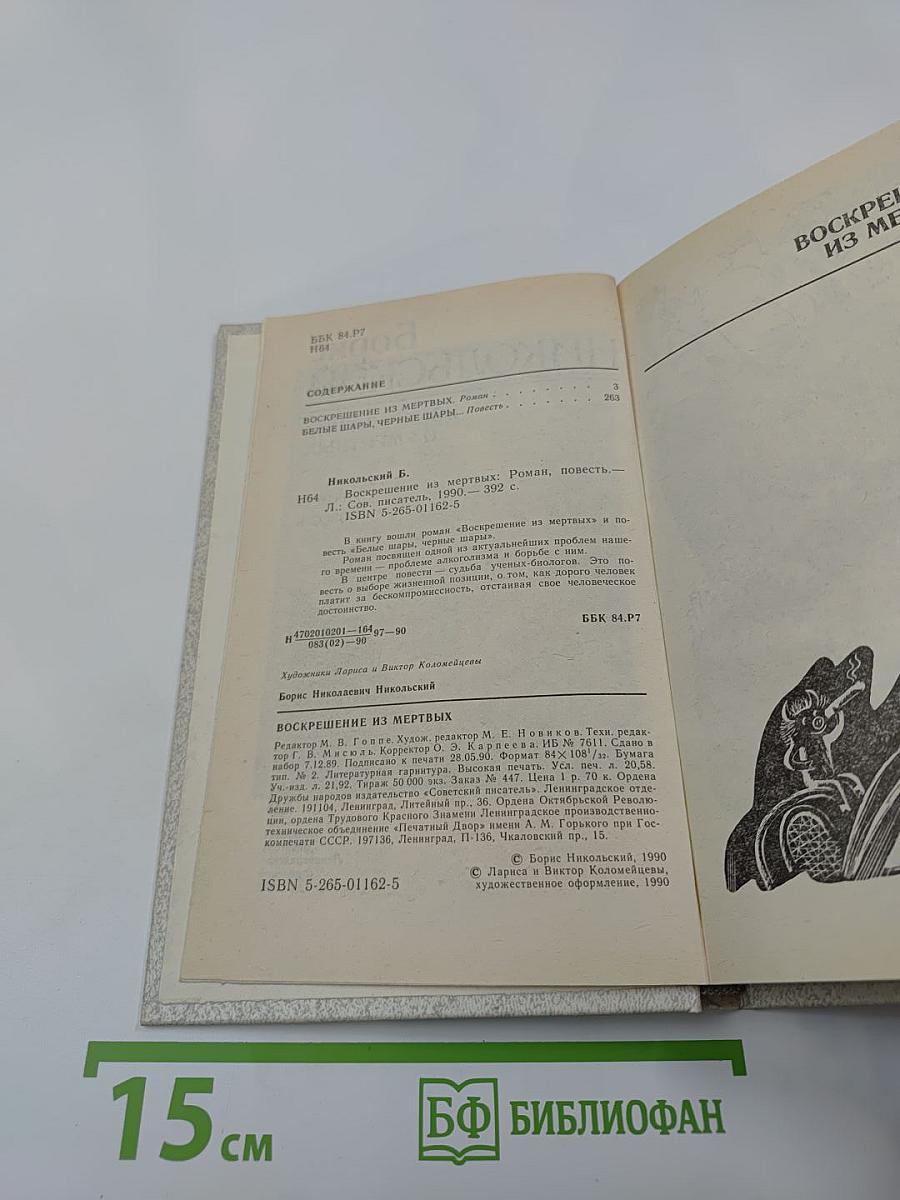 ББК 84.Р7
Н64
СОДЕРЖАНИЕ
ВОСКРЕШЕНИЕ ИЗ МЕРТВЫХ. Роман . . . . . . . . 3
БЕЛЫЕ ШАРЫ, ЧЕРНЫЕ ШАРЫ... Повесть . . . . . . . 263
Никольский Б.
Н64 Воскрешение из мертвых: Роман, повесть.—
Л.: Сов. писатель, 1990.— 392 с.
ISBN 5-265-01162-5
В книгу вошли роман «Воскрешение из мертвых» и по-
весть «Белые шары, черные шары».
Роман посвящен одной из актуальнейших проблем наше-
го времени — проблеме алкоголизма и борьбе с ним.
В центре повести — судьба ученых-биологов. Это по-
весть о выборе жизненной позиции, о том, как дорого человек
платит за бескомпромиссность, отстаивая свое человеческое
достоинство.
Н 4702010201—164 97—90
083(02)—90
ББК 84.Р7
Художники Лариса и Виктор Коломейцевы
Борис Николаевич Никольский
ВОСКРЕШЕНИЕ ИЗ МЕРТВЫХ
Редактор М. В. Гоппе. Худож. редактор М. Е. Новиков. Техн. редак-
тор Г. В. Мисюль. Корректор О. Э. Карпеева. ИБ № 7611. Сдано в
набор 7.12.89. Подписано к печати 28.05.90. Формат 84×108 1/32. Бумага
тип. № 2. Литературная гарнитура. Высокая печать. Усл. печ. л. 20,58.
Уч.-изд. л. 21,92. Тираж 50 000 экз. Заказ № 447. Цена 1 р. 70 к. Ордена
Дружбы народов издательство «Советский писатель». Ленинградское отде-
ление. 191104, Ленинград, Литейный пр., 36. Ордена Октябрьской Револю-
ции, ордена Трудового Красного Знамени Ленинградское производственно-
техническое объединение «Печатный Двор» имени А. М. Горького при Гос-
компечати СССР. 197136, Ленинград, П-136, Чкаловский пр., 15.
© Борис Никольский, 1990
ISBN 5-265-01162-5
© Лариса и Виктор Коломейцевы,
художественное оформление, 1990
ВОСКРЕ
ИЗ МЕ
15 см
БФ БИБЛИОФАН